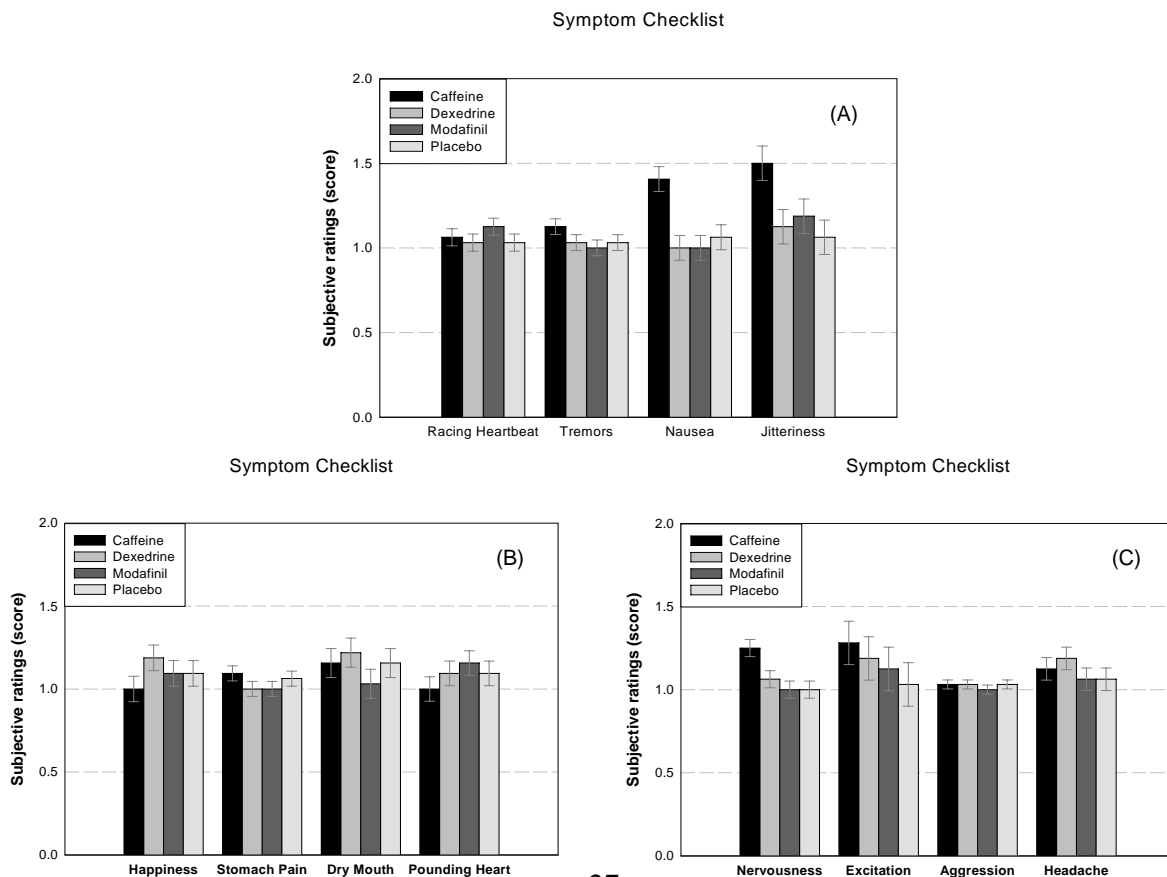 Symptom Checklist
2.0
1.5
1.0
0.5
0.0
Subjective ratings (score)
Caffeine
Dexedrine
Modafinil
Placebo
(A)
Racing Heartbeat Tremors Nausea Jitteriness
Symptom Checklist
2.0
1.5
1.0
0.5
0.0
Subjective ratings (score)
Caffeine
Dexedrine
Modafinil
Placebo
(B)
Happiness Stomach Pain Dry Mouth Pounding Heart
Symptom Checklist
2.0
1.5
1.0
0.5
0.0
Subjective ratings (score)
Caffeine
Dexedrine
Modafinil
Placebo
(C)
Nervousness Excitation Aggression Headache